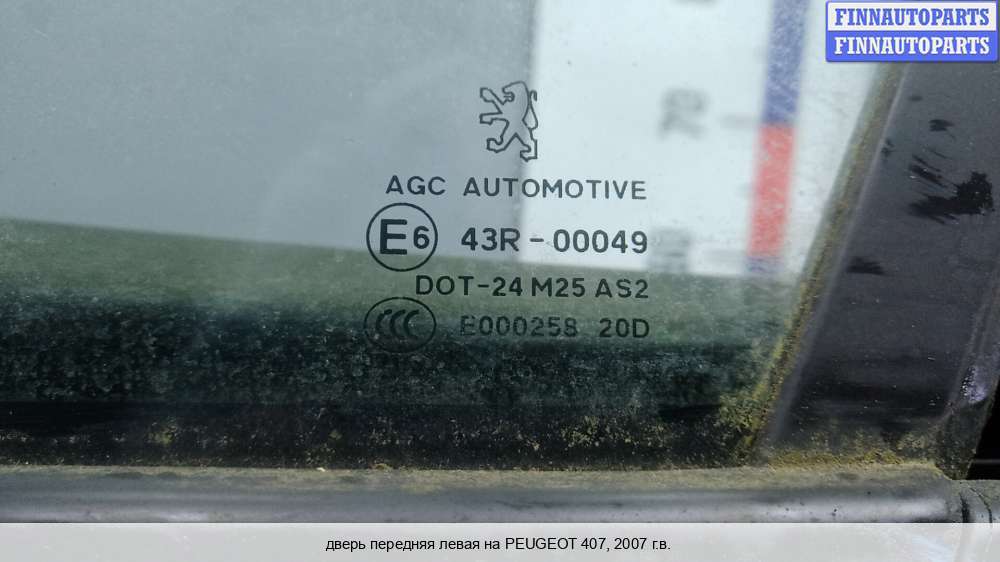 FINNAUTOPARTS
FINNAUTOPARTS
AGC AUTOMOTIVE
E6 43R-00049
DOT-24 M25 AS2
CCC E000258 20D
дверь передняя левая на PEUGEOT 407, 2007 г.в.